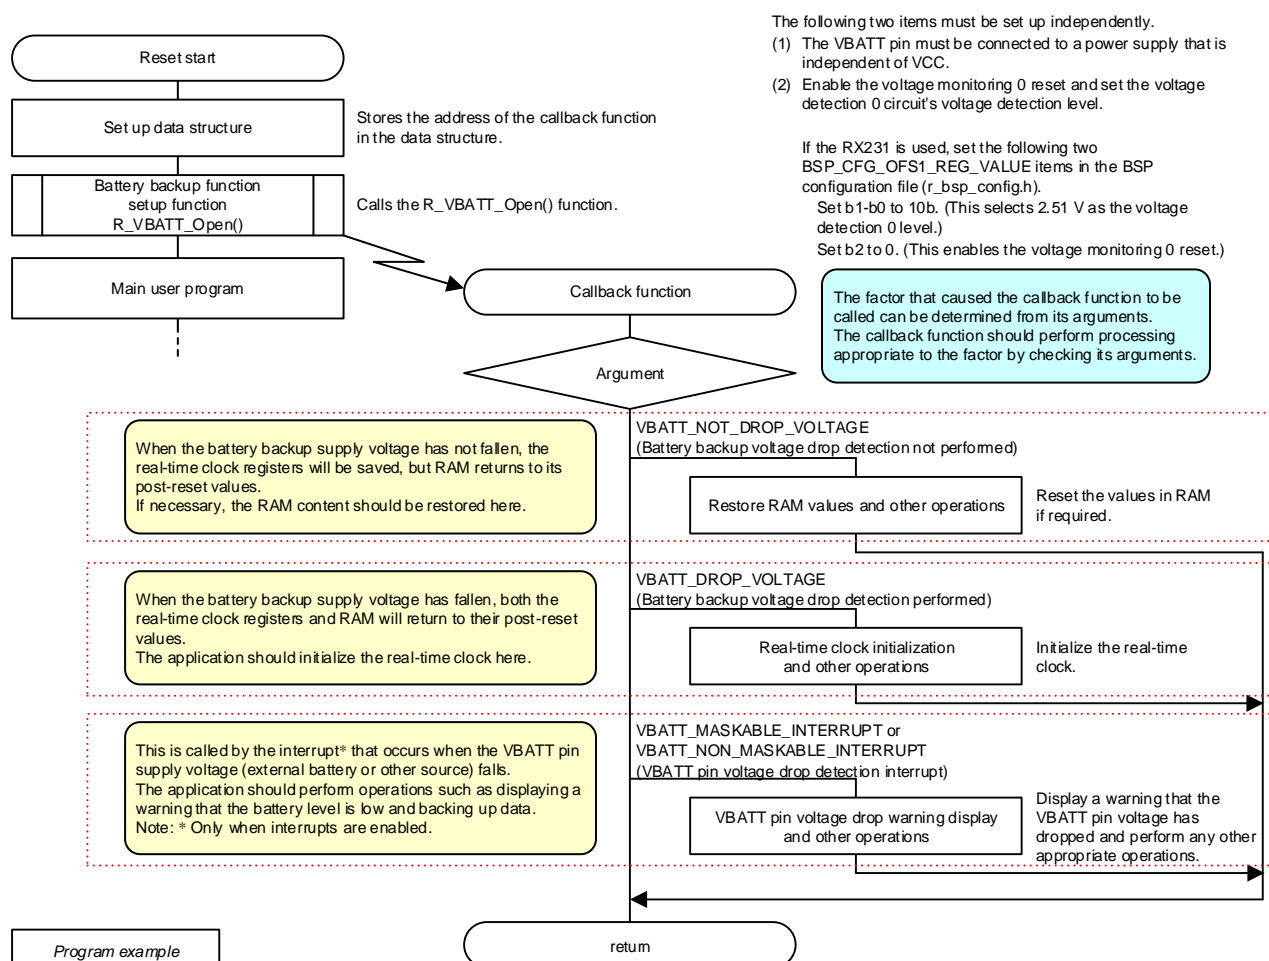 The following two items must be set up independently.
(1) The VBATT pin must be connected to a power supply that is
independent of VCC.
(2) Enable the voltage monitoring 0 reset and set the voltage
detection 0 circuit's voltage detection level.
If the RX231 is used, set the following two
BSP_CFG_OFS1_REG_VALUE items in the BSP
configuration file (r_bsp_config.h).
Set b1-b0 to 10b. (This selects 2.51 V as the voltage
detection 0 level.)
Set b2 to 0. (This enables the voltage monitoring 0 reset.)
Reset start
Set up data structure
Stores the address of the callback function
in the data structure.
Battery backup function
setup function
R_VBATT_Open()
Calls the R_VBATT_Open() function.
Main user program
Callback function
The factor that caused the callback function to be
called can be determined from its arguments.
The callback function should perform processing
appropriate to the factor by checking its arguments.
Argument
When the battery backup supply voltage has not fallen, the
real-time clock registers will be saved, but RAM returns to its
post-reset values.
If necessary, the RAM content should be restored here.
VBATT_NOT_DROP_VOLTAGE
(Battery backup voltage drop detection not performed)
Restore RAM values and other operations
Reset the values in RAM
if required.
When the battery backup supply voltage has fallen, both the
real-time clock registers and RAM will return to their post-reset
values.
The application should initialize the real-time clock here.
VBATT_DROP_VOLTAGE
(Battery backup voltage drop detection performed)
Real-time clock initialization
and other operations
Initialize the real-time
clock.
This is called by the interrupt* that occurs when the VBATT pin
supply voltage (external battery or other source) falls.
The application should perform operations such as displaying a
warning that the battery level is low and backing up data.
Note: * Only when interrupts are enabled.
VBATT_MASKABLE_INTERRUPT or
VBATT_NON_MASKABLE_INTERRUPT
(VBATT pin voltage drop detection interrupt)
VBATT pin voltage drop warning display
and other operations
Display a warning that the
VBATT pin voltage has
dropped and perform any other
appropriate operations.
return
Program example